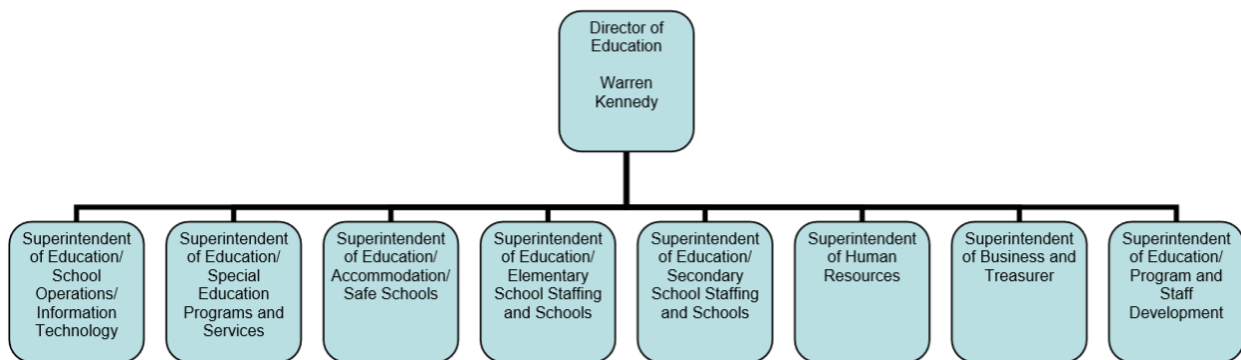 Director of
Education
Warren
Kennedy
Superintendent
of Education/
School
Operations/
Information
Technology
Superintendent
of Education/
Special
Education
Programs and
Services
Superintendent
of Education/
Accommodation/
Safe Schools
Superintendent
of Education/
Elementary
School Staffing
and Schools
Superintendent
of Education/
Secondary
School Staffing
and Schools
Superintendent
of Human
Resources
Superintendent
of Business and
Treasurer
Superintendent
of Education/
Program and
Staff
Development